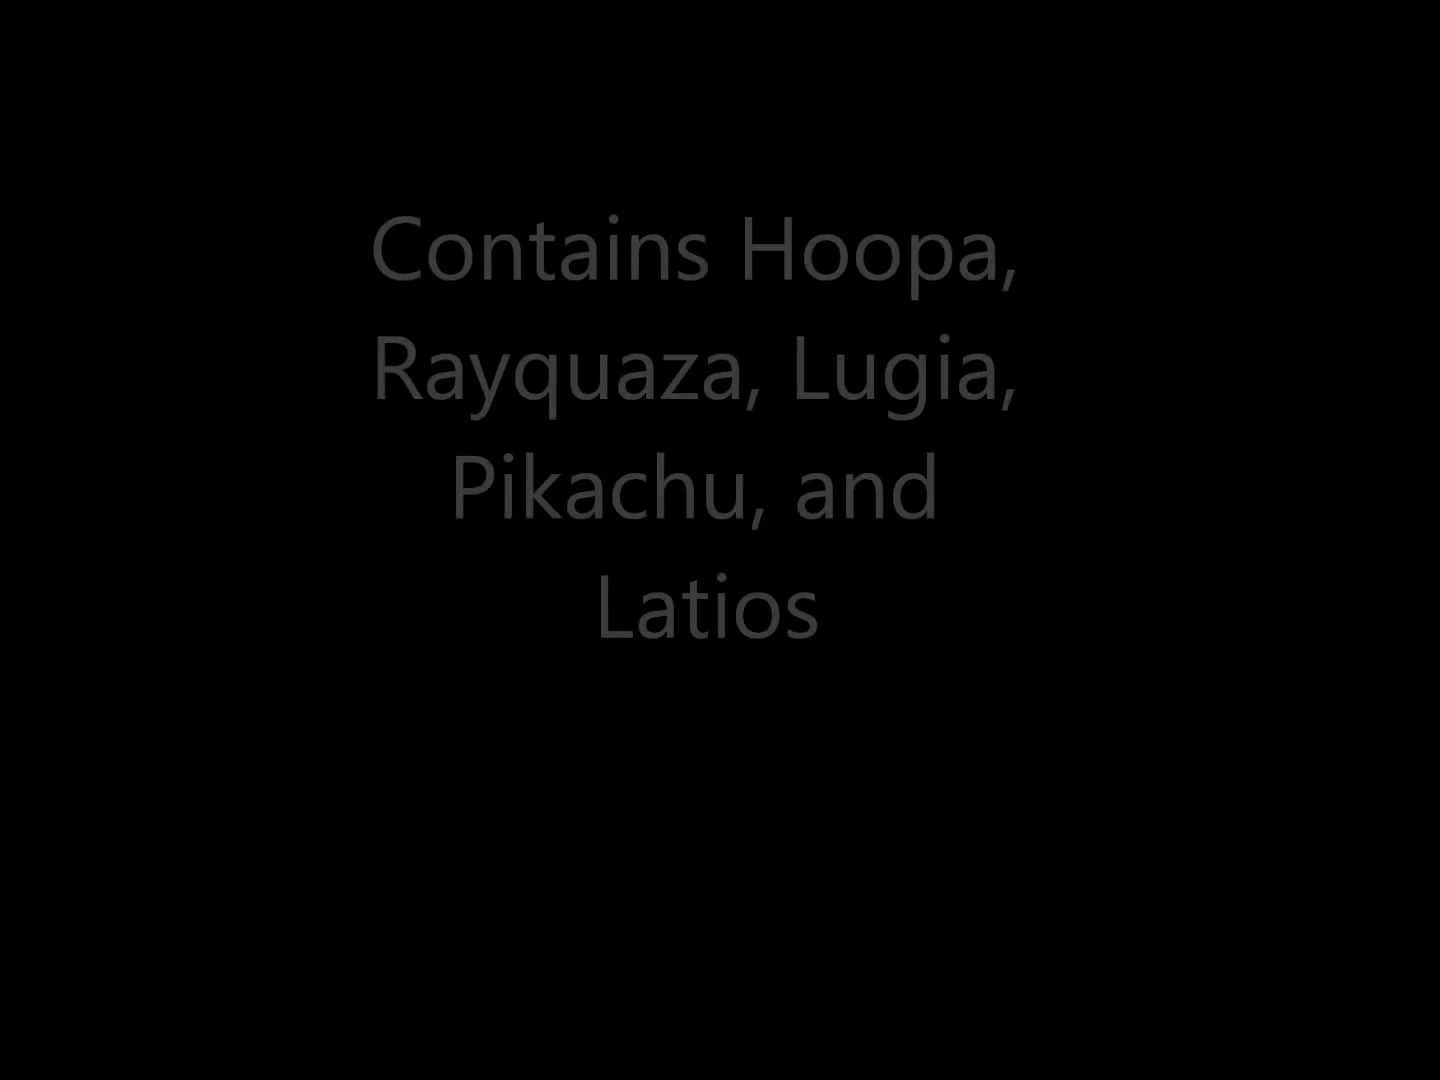 Contains Hoopa,
Rayquaza, Lugia,
Pikachu, and
Latios